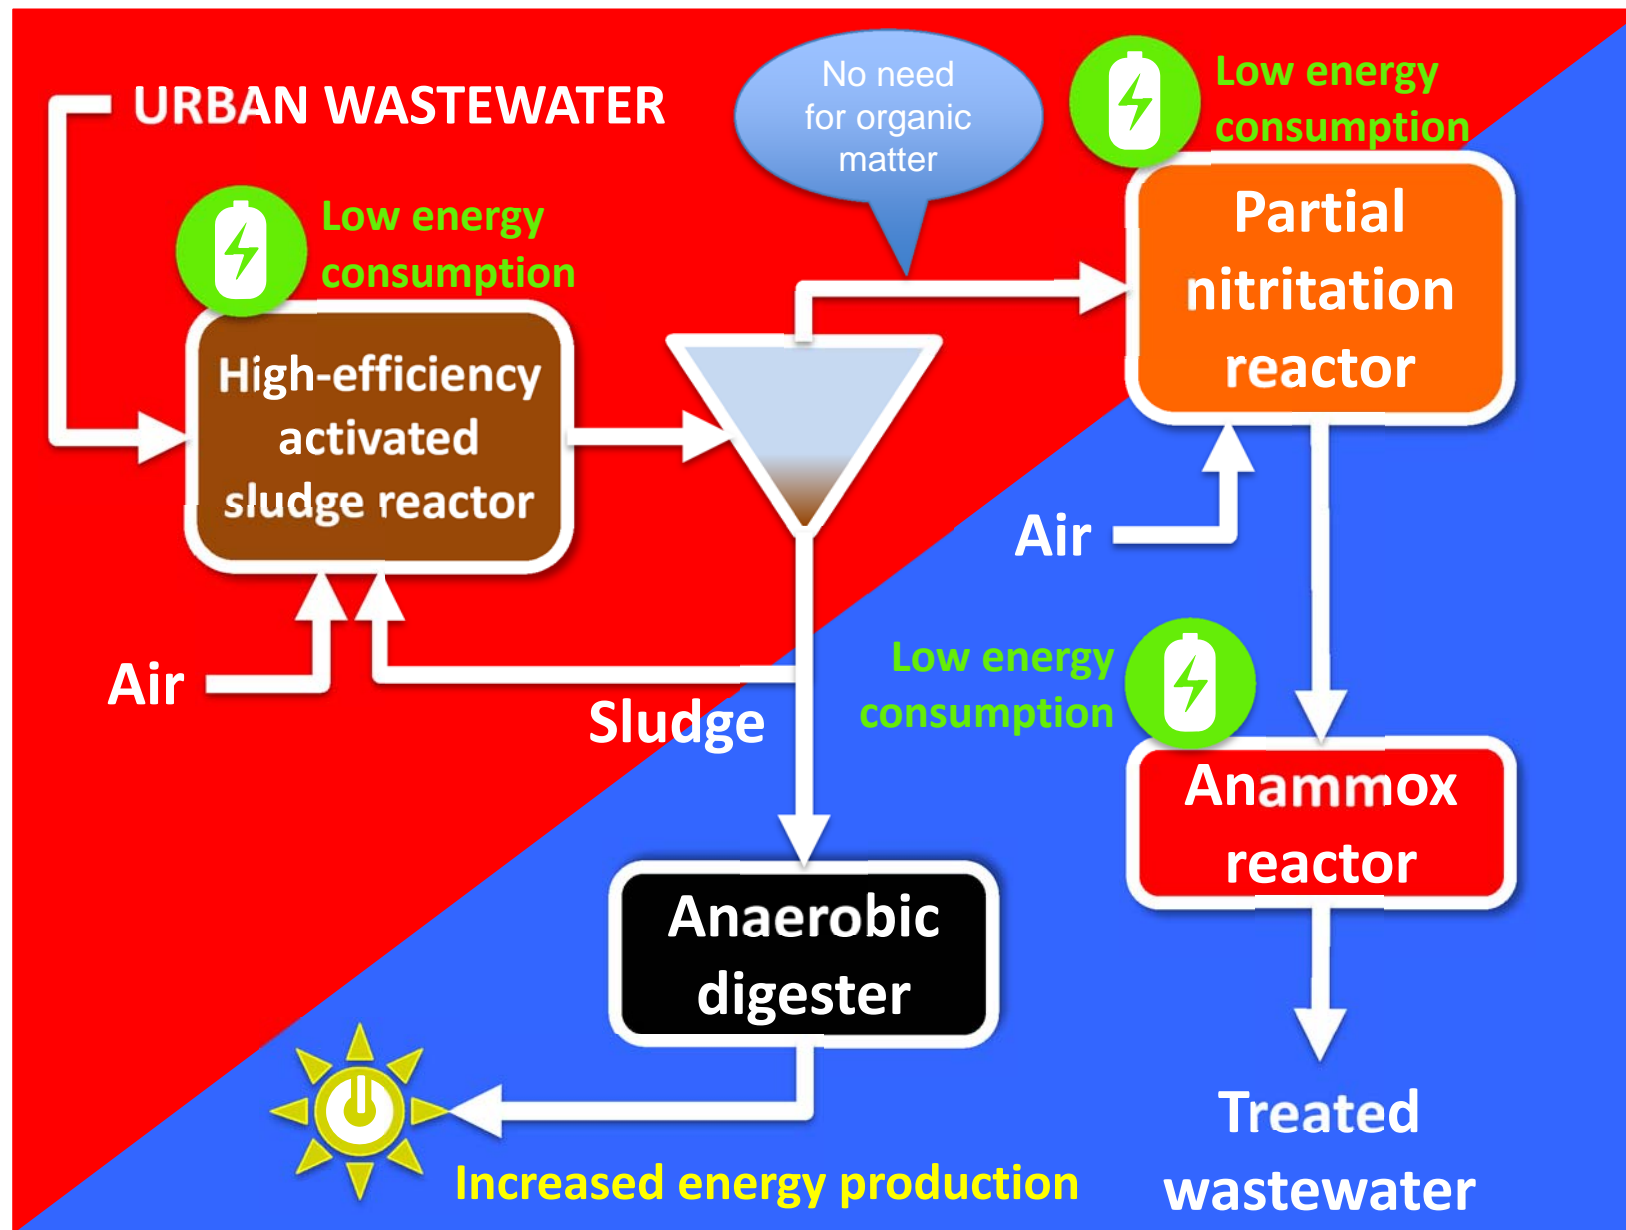 URBAN WASTEWATER
No need
for organic
matter
Low energy
consumption
Low energy
consumption
Partial
nitritation
reactor
High-efficiency
activated
sludge reactor
Air
Air
Sludge
Low energy
consumption
Anammox
reactor
Anaerobic
digester
Increased energy production
Treated
wastewater